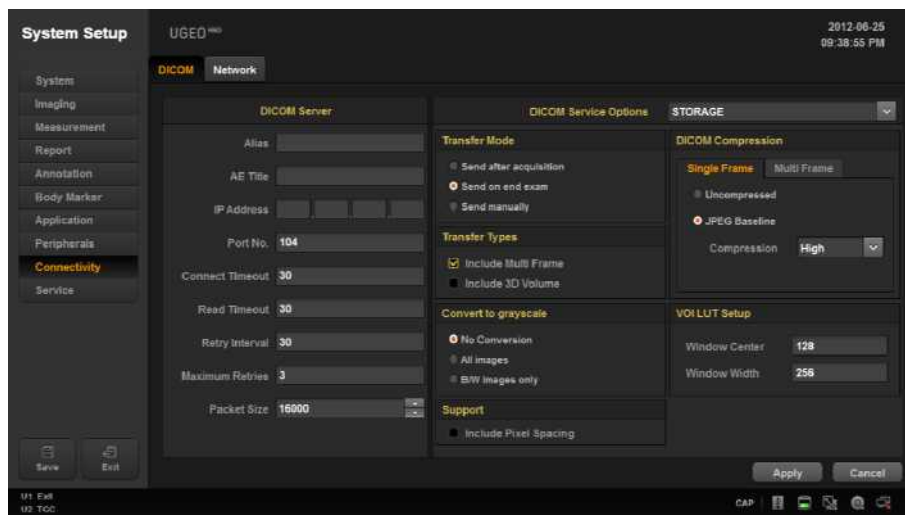 System Setup
UGEO
2012-06-25
09:38:55 PM
DICOM
Network
System
Imaging
Measurement
Report
Annotation
Body Marker
Application
Peripherals
Connectivity
Service
Save
Exit
DICOM Server
Alias
AE Title
IP Address
Port No. 104
Connect Timeout 30
Read Timeout 30
Retry Interval 30
Maximum Retries 3
Packet Size 16000
DICOM Service Options STORAGE
Transfer Mode
Send after acquisition
Send on end exam
Send manually
Transfer Types
Include Multi Frame
Include 3D Volume
Convert to grayscale
No Conversion
All images
B/W images only
Support
Include Pixel Spacing
DICOM Compression
Single Frame Multi Frame
Uncompressed
JPEG Baseline
Compression High
VOI LUT Setup
Window Center 128
Window Width 256
Apply Cancel
U1 Exit
U2 TGC
CAP